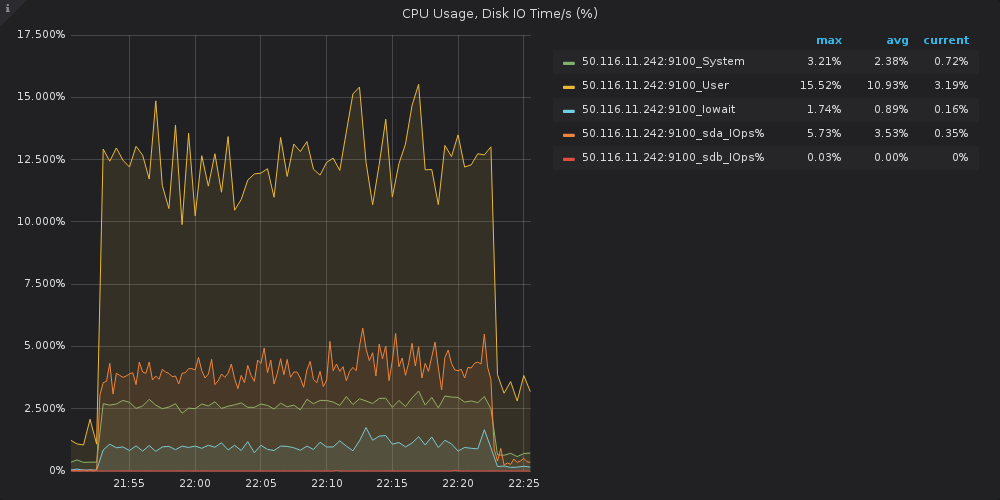 i
CPU Usage, Disk IO Time/s (%)
17.500%
15.000%
12.500%
10.000%
7.500%
5.000%
2.500%
0%
21:55 22:00 22:05 22:10 22:15 22:20 22:25
max avg current
50.116.11.242:9100_System 3.21% 2.38% 0.72%
50.116.11.242:9100_User 15.52% 10.93% 3.19%
50.116.11.242:9100_Iowait 1.74% 0.89% 0.16%
50.116.11.242:9100_sda_IOps% 5.73% 3.53% 0.35%
50.116.11.242:9100_sdb_IOps% 0.03% 0.00% 0%